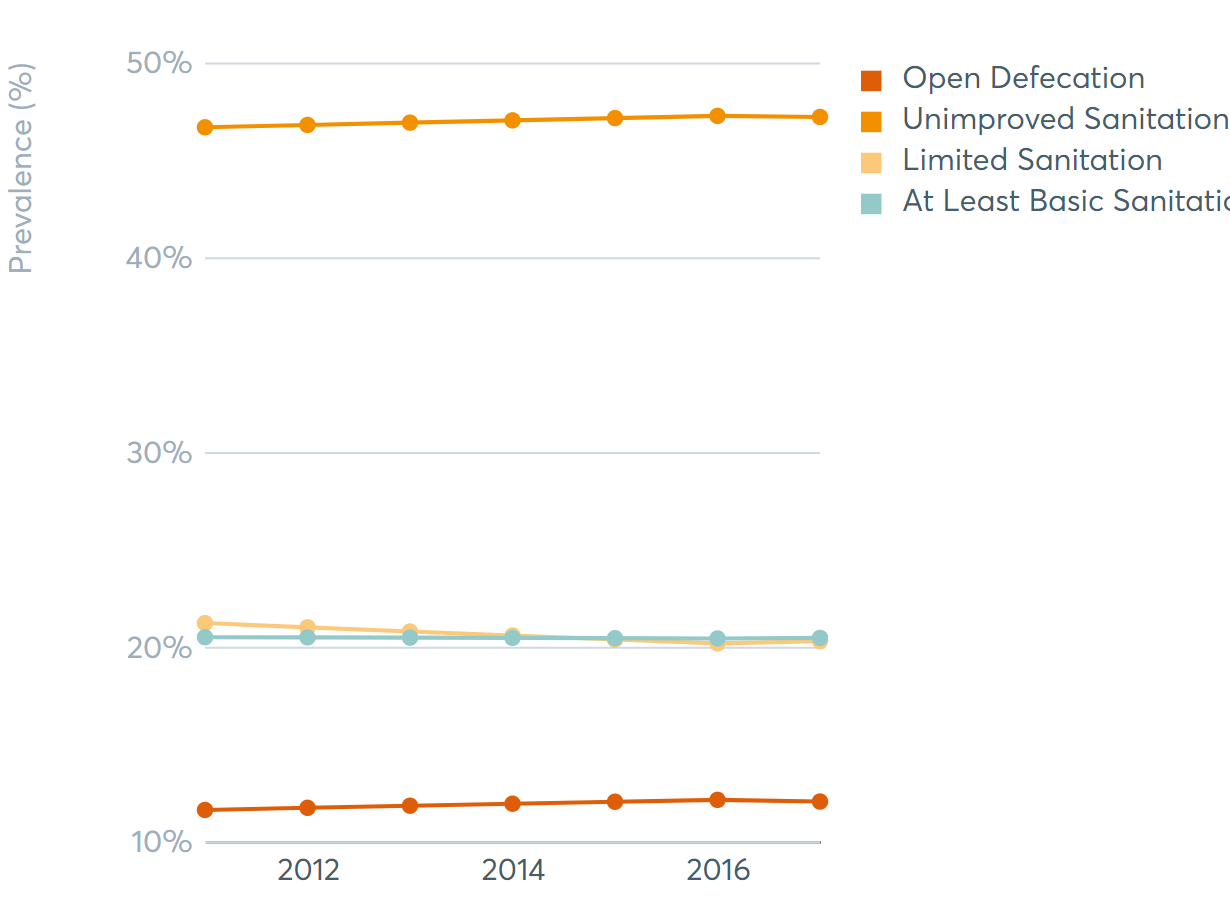 Prevalence (%)
50%
40%
30%
20%
10%
2012
2014
2016
Open Defecation
Unimproved Sanitation
Limited Sanitation
At Least Basic Sanitatio